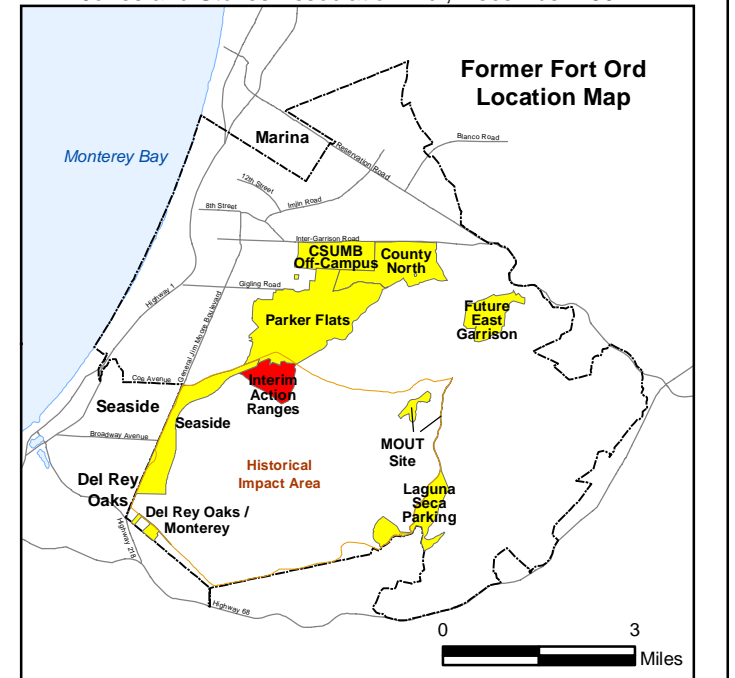 Former Fort Ord
Location Map
Monterey Bay
Marina
Blanco Road
Reservation Road
12th Street
Imjin Road
8th Street
Inter-Garrison Road
CSUMB
Off-Campus
County
North
Gigling Road
Highway 1
General Jim Moore Boulevard
Parker Flats
Future
East
Garrison
Coe Avenue
Interim
Action
Ranges
Seaside
Seaside
Broadway Avenue
MOUT
Site
Historical
Impact Area
Del Rey
Oaks
Laguna
Seca
Parking
Del Rey Oaks /
Monterey
Highway 218
Highway 68
0 3
Miles